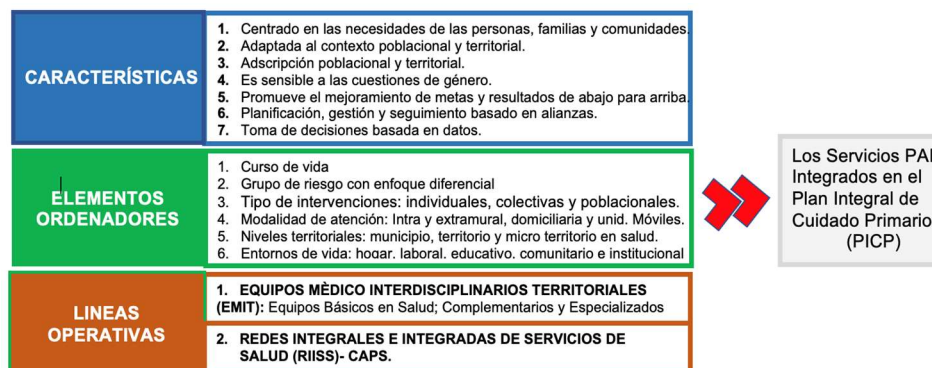 CARACTERÍSTICAS
1. Centrado en las necesidades de las personas, familias y comunidades.
2. Adaptada al contexto poblacional y territorial.
3. Adscripción poblacional y territorial.
4. Es sensible a las cuestiones de género.
5. Promueve el mejoramiento de metas y resultados de abajo para arriba.
6. Planificación, gestión y seguimiento basado en alianzas.
7. Toma de decisiones basada en datos.
ELEMENTOS
ORDENADORES
1. Curso de vida
2. Grupo de riesgo con enfoque diferencial
3. Tipo de intervenciones: individuales, colectivas y poblacionales.
4. Modalidad de atención: Intra y extramural, domiciliaria y unid. Móviles.
5. Niveles territoriales: municipio, territorio y micro territorio en salud.
6. Entornos de vida: hogar, laboral, educativo, comunitario e institucional
LINEAS
OPERATIVAS
1. EQUIPOS MÈDICO INTERDISCIPLINARIOS TERRITORIALES
(EMIT): Equipos Básicos en Salud; Complementarios y Especializados
2. REDES INTEGRALES E INTEGRADAS DE SERVICIOS DE
SALUD (RIISS)- CAPS.
Los Servicios
Integrados en el
Plan Integral de
Cuidado Primario
(PICP)